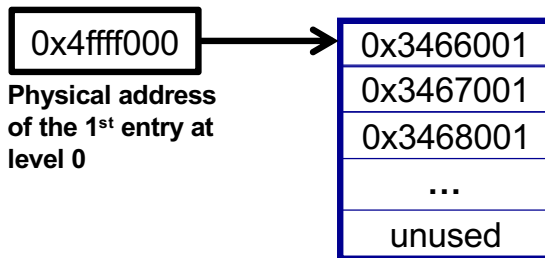 0x4ffff000
Physical address
of the 1st entry at
level 0
0x3466001
0x3467001
0x3468001
...
unused